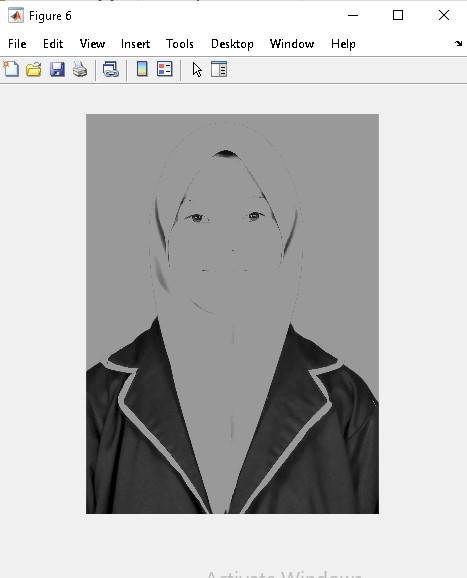 Figure 6
File Edit View Insert Tools Desktop Window Help
Activate Windows